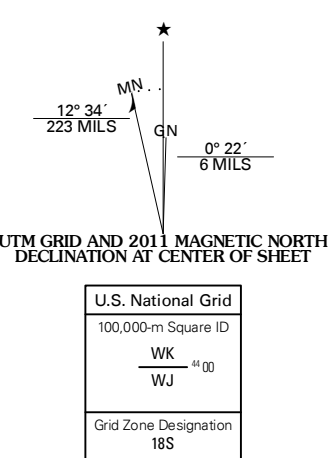 ★
MN
12° 34´
223 MILS
GN
0° 22´
6 MILS
UTM GRID AND 2011 MAGNETIC NORTH
DECLINATION AT CENTER OF SHEET
U.S. National Grid
100,000-m Square ID
WK
44 00
WJ
Grid Zone Designation
18S